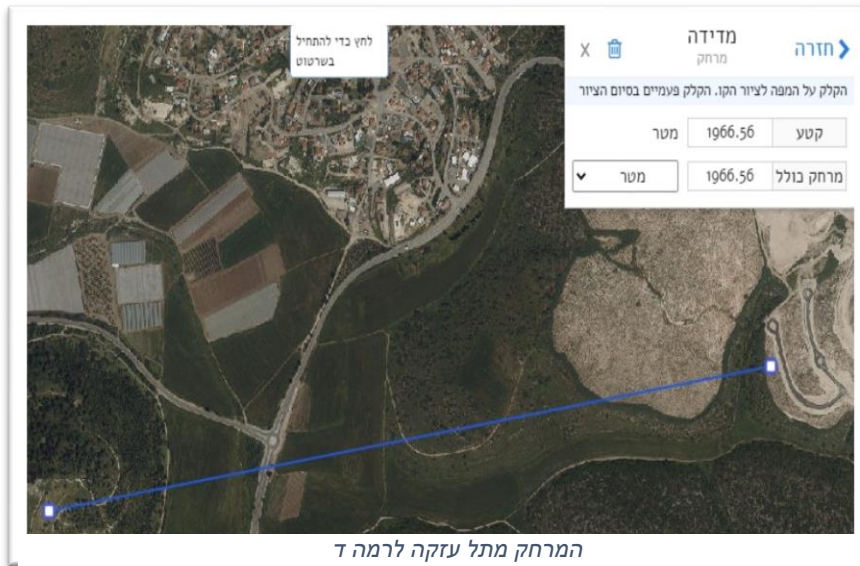 לחץ כדי להתחיל
בשרטוט
חזרה
מדידה
מרחק
X
הקלק על המפה לציור הקו. הקלק פעמיים בסיום הציור
קטע 1966.56 מטר
מרחק כולל 1966.56 מטר
המרחק מתל עזקה לרמה ד